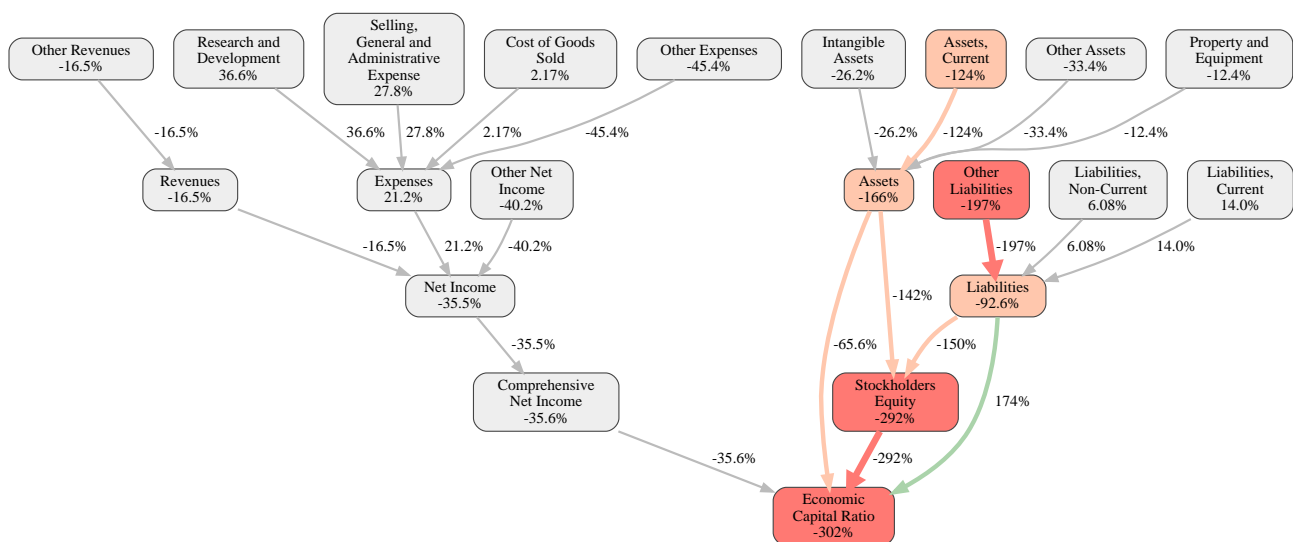 Other Revenues
-16.5%
Research and
Development
36.6%
Selling,
General and
Administrative
Expense
27.8%
Cost of Goods
Sold
2.17%
Other Expenses
-45.4%
Intangible
Assets
-26.2%
Assets,
Current
-124%
Other Assets
-33.4%
Property and
Equipment
-12.4%
-16.5%
36.6%
27.8%
2.17%
-45.4%
-26.2%
-124%
-33.4%
-12.4%
Revenues
-16.5%
Expenses
21.2%
Other Net
Income
-40.2%
Assets
-166%
Other
Liabilities
-197%
Liabilities,
Non-Current
6.08%
Liabilities,
Current
14.0%
-16.5%
21.2%
-40.2%
-197%
6.08%
14.0%
Net Income
-35.5%
-142%
Liabilities
-92.6%
-35.5%
-65.6%
-150%
Comprehensive
Net Income
-35.6%
Stockholders
Equity
-292%
174%
-35.6%
-292%
Economic
Capital Ratio
-302%